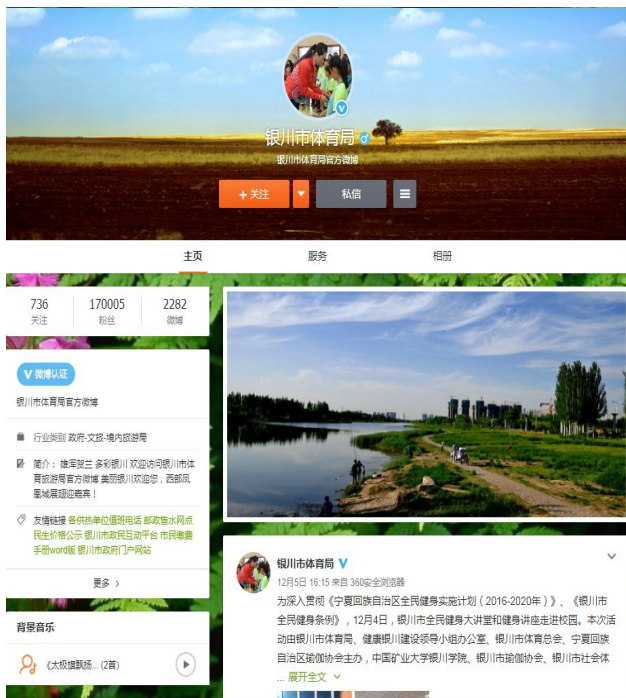 银川市体育局
银川市体育局官方微博
+关注
私信
主页
服务
相册
736
关注
170005
粉丝
2282
微博
V 微博认证
银川市体育局官方微博
行业类别 政府-文旅-境内旅游局
简介： 雄浑贺兰 多彩银川 欢迎访问银川市体
育旅游局官方微博 美丽银川欢迎您，西部凤
凰城展翅迎嘉宾！
友情链接 各供热单位值班电话 邮政售水网点
民生价格公示 银川市政民互动平台 市民缴费
手册word版 银川市政府门户网站
更多 ›
背景音乐
《太极旗飘扬... (2首)
银川市体育局
12月5日 16:15 来自 360安全浏览器
为深入贯彻《宁夏回族自治区全民健身实施计划（2016-2020年）》、《银川市
全民健身条例》，12月4日，银川市全民健身大讲堂和健身讲座走进校园。本次活
动由银川市体育局、健康银川建设领导小组办公室、银川市体育总会、宁夏回族
自治区瑜伽协会主办，中国矿业大学银川学院、银川市瑜伽协会、银川市社会体
... 展开全文